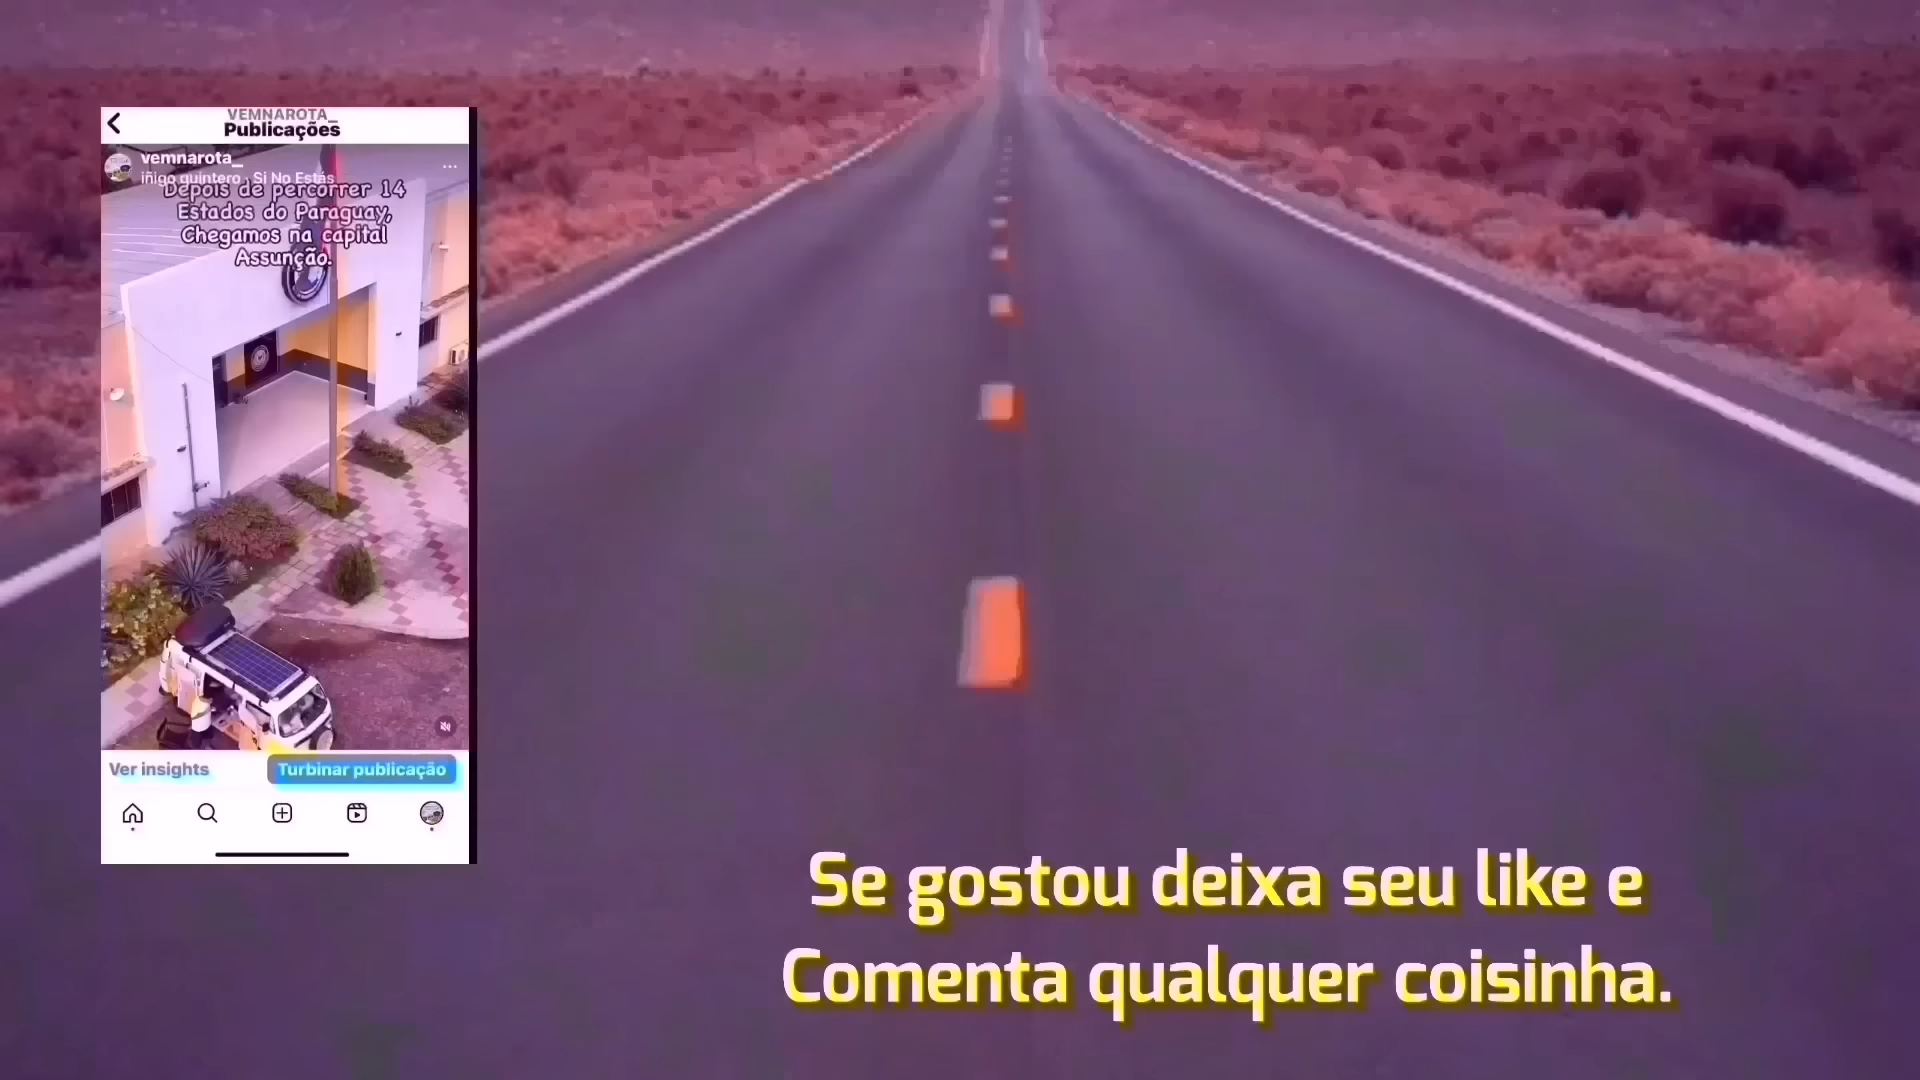 VEMNAROTA_
Publicações
vemnarota_
iñigo quintero · Si No Estás
Depois de percorrer 14
Estados do Paraguay,
Chegamos na capital
Assunção.
Ver insights
Turbinar publicação
Se gostou deixa seu like e
Comenta qualquer coisinha.